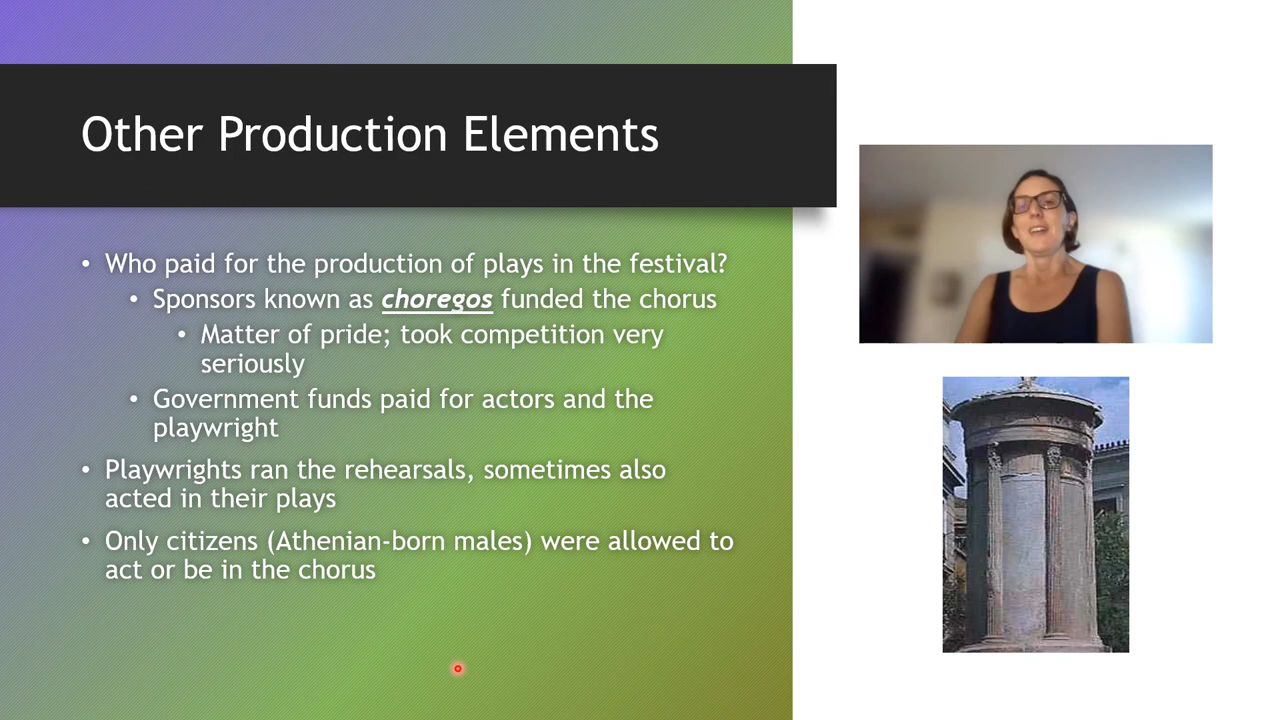 Other Production Elements
• Who paid for the production of plays in the festival?
• Sponsors known as choregos funded the chorus
• Matter of pride; took competition very
seriously
• Government funds paid for actors and the
playwright
• Playwrights ran the rehearsals, sometimes also
acted in their plays
• Only citizens (Athenian-born males) were allowed to
act or be in the chorus